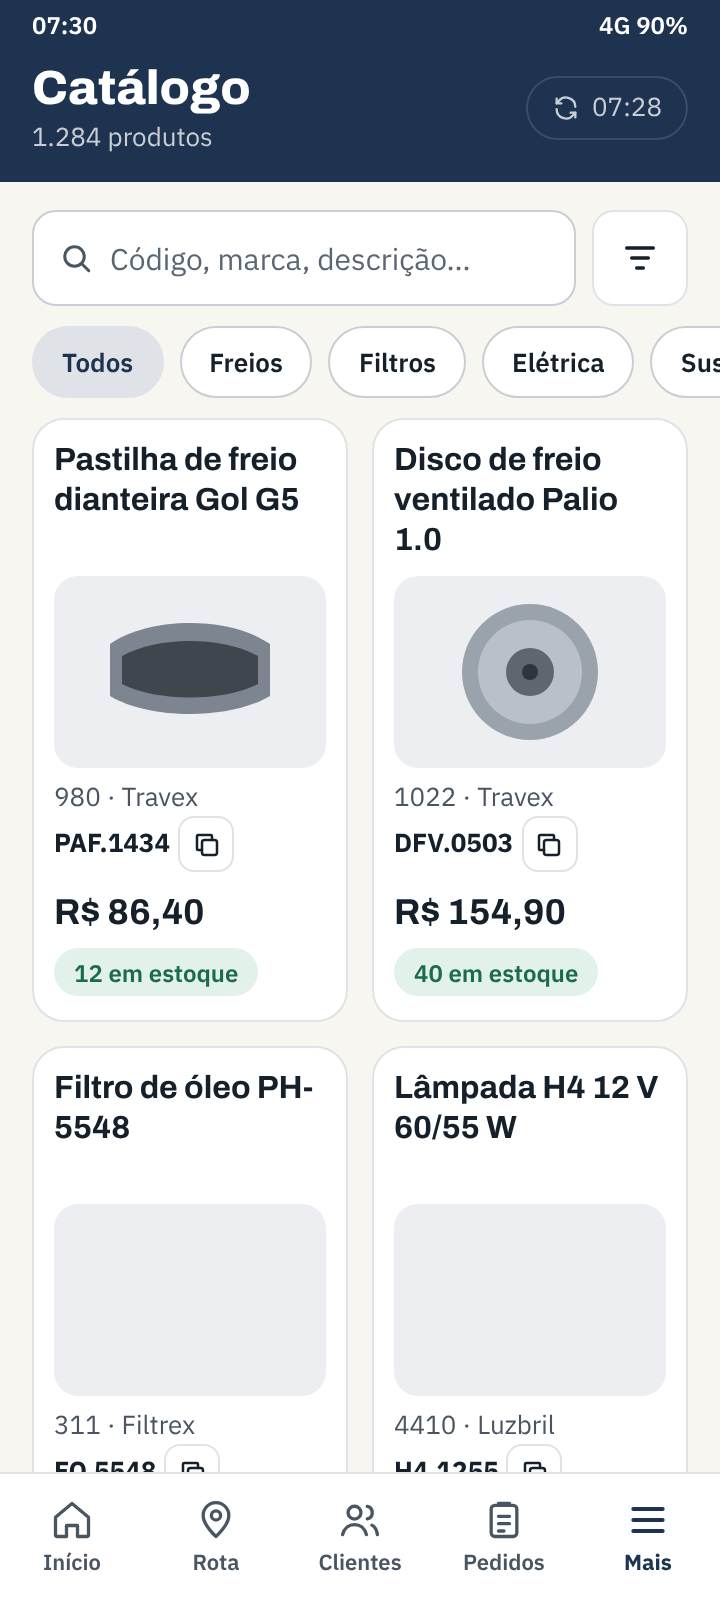 07:30
4G 90%
Catálogo
1.284 produtos
07:28
Código, marca, descrição...
Todos
Freios
Filtros
Elétrica
Pastilha de freio
dianteira Gol G5
980 · Travex
PAF.1434
R$ 86,40
12 em estoque
Disco de freio
ventilado Palio
1.0
1022 · Travex
DFV.0503
R$ 154,90
40 em estoque
Filtro de óleo PH-
5548
311 · Filtrex
Lâmpada H4 12 V
60/55 W
4410 · Luzbril
H4.1255
Início
Rota
Clientes
Pedidos
Mais